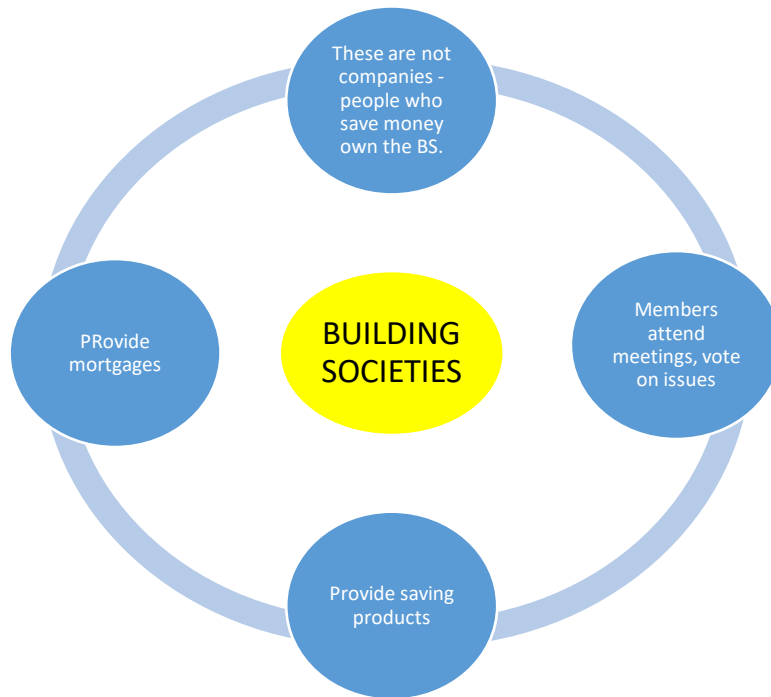 These are not
companies -
people who
save money
own the BS.
Members
attend
meetings, vote
on issues
Provide saving
products
PRovide
mortgages
BUILDING
SOCIETIES